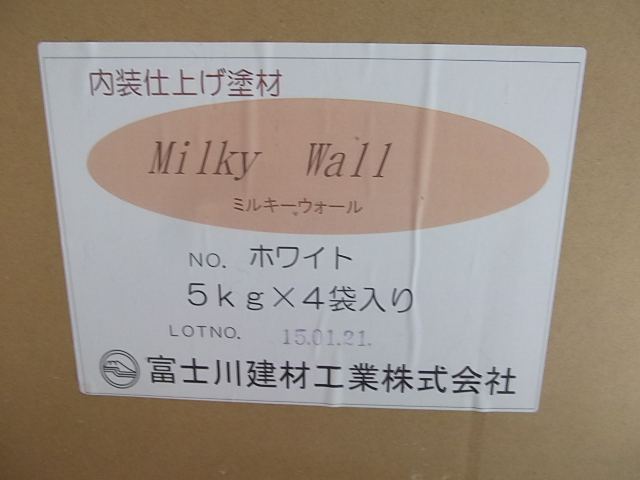 内装仕上げ塗材
Milky Wall
ミルキーウォール
NO. ホワイト
5kg×4袋入り
LOTNO. 15.01.21.
富士川建材工業株式会社